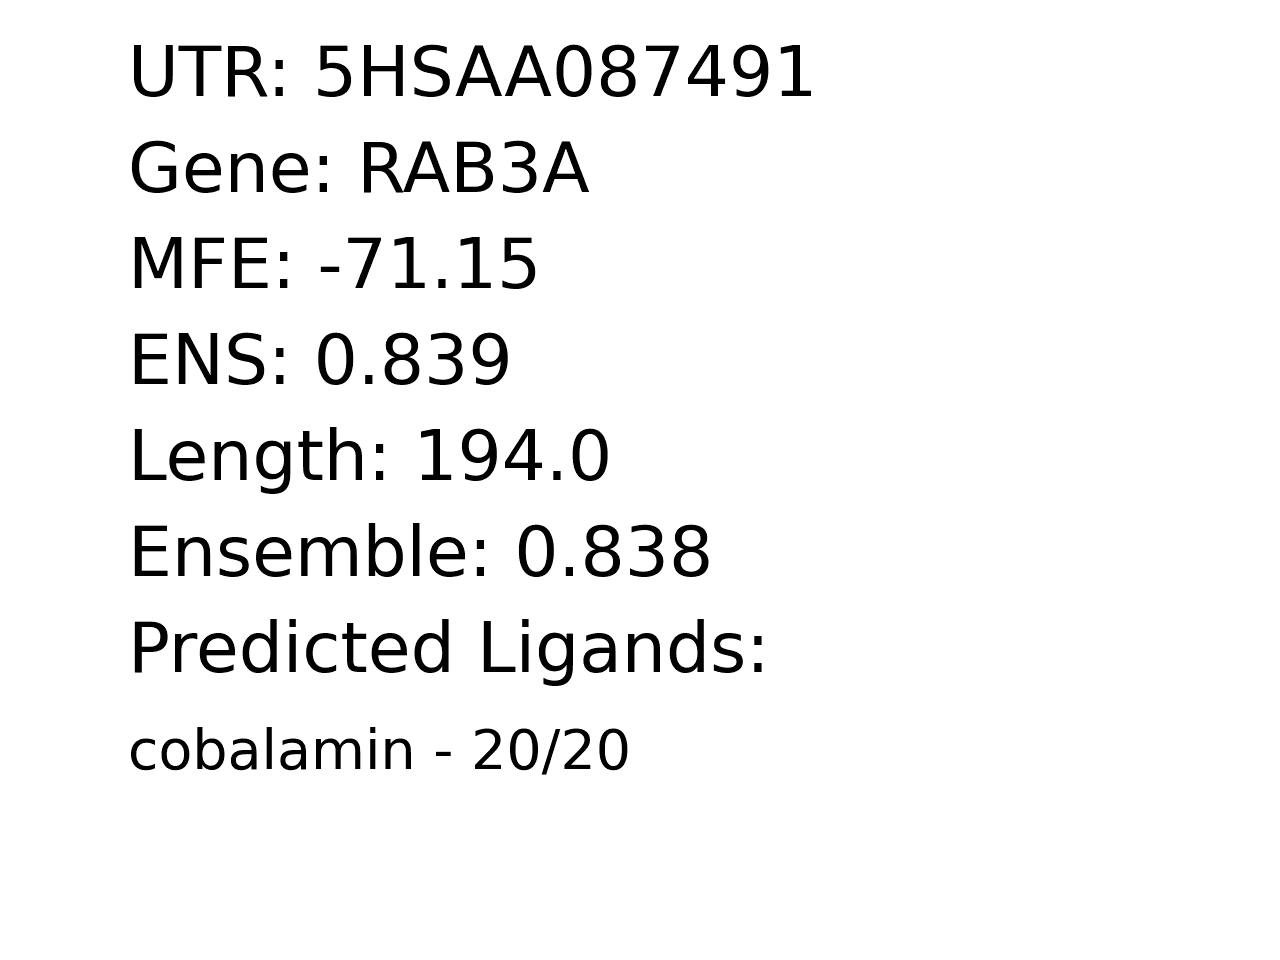 UTR: 5HSAA087491
Gene: RAB3A
MFE: -71.15
ENS: 0.839
Length: 194.0
Ensemble: 0.838
Predicted Ligands:
cobalamin - 20/20